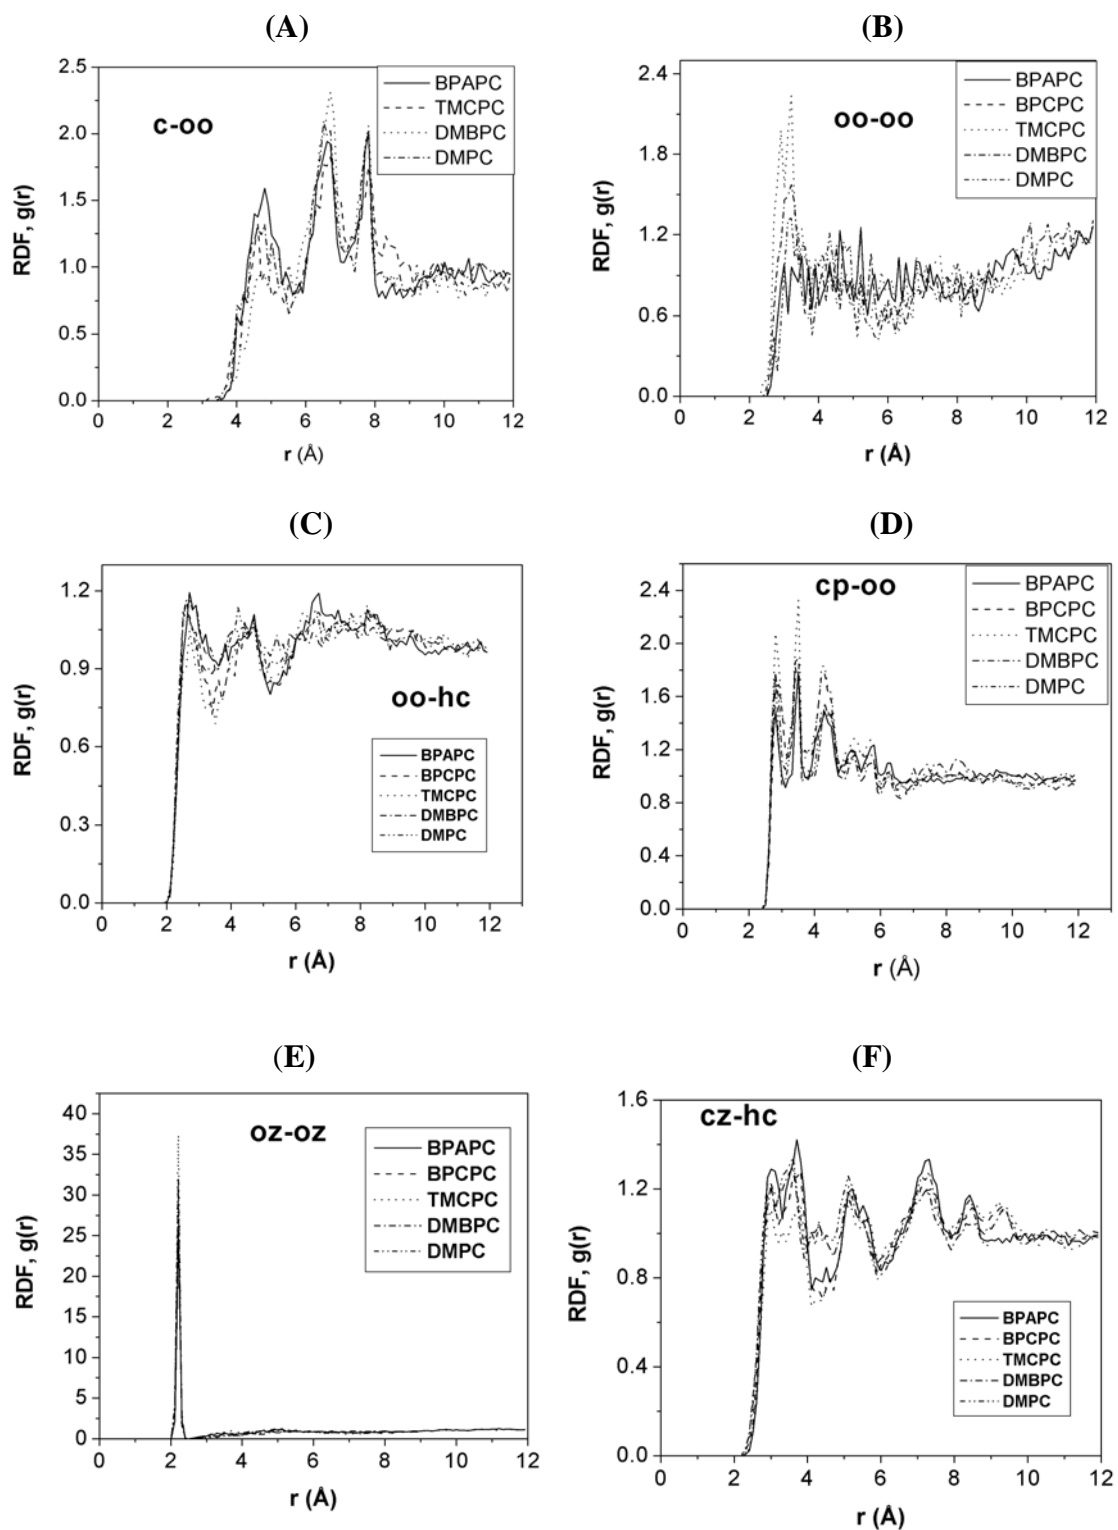 (A)
c-oo
BPAPC
TMCPC
DMBPC
DMPC
2.5
2.0
1.5
1.0
0.5
0.0
RDF, g(r)
0 2 4 6 8 10 12
r (Å)
(B)
oo-oo
BPAPC
BPCPC
TMCPC
DMBPC
DMPC
2.4
1.8
1.2
0.6
0.0
RDF, g(r)
0 2 4 6 8 10 12
r (Å)
(C)
oo-hc
BPAPC
BPCPC
TMCPC
DMBPC
DMPC
1.2
0.9
0.6
0.3
0.0
RDF, g(r)
0 2 4 6 8 10 12
r (Å)
(D)
cp-oo
BPAPC
BPCPC
TMCPC
DMBPC
DMPC
2.4
2.0
1.6
1.2
0.8
0.4
0.0
RDF, g(r)
0 2 4 6 8 10 12
r (Å)
(E)
oz-oz
BPAPC
BPCPC
TMCPC
DMBPC
DMPC
40
35
30
25
20
15
10
5
0
RDF, g(r)
0 2 4 6 8 10 12
r (Å)
(F)
cz-hc
BPAPC
BPCPC
TMCPC
DMBPC
DMPC
1.6
1.2
0.8
0.4
0.0
RDF, g(r)
0 2 4 6 8 10 12
r (Å)